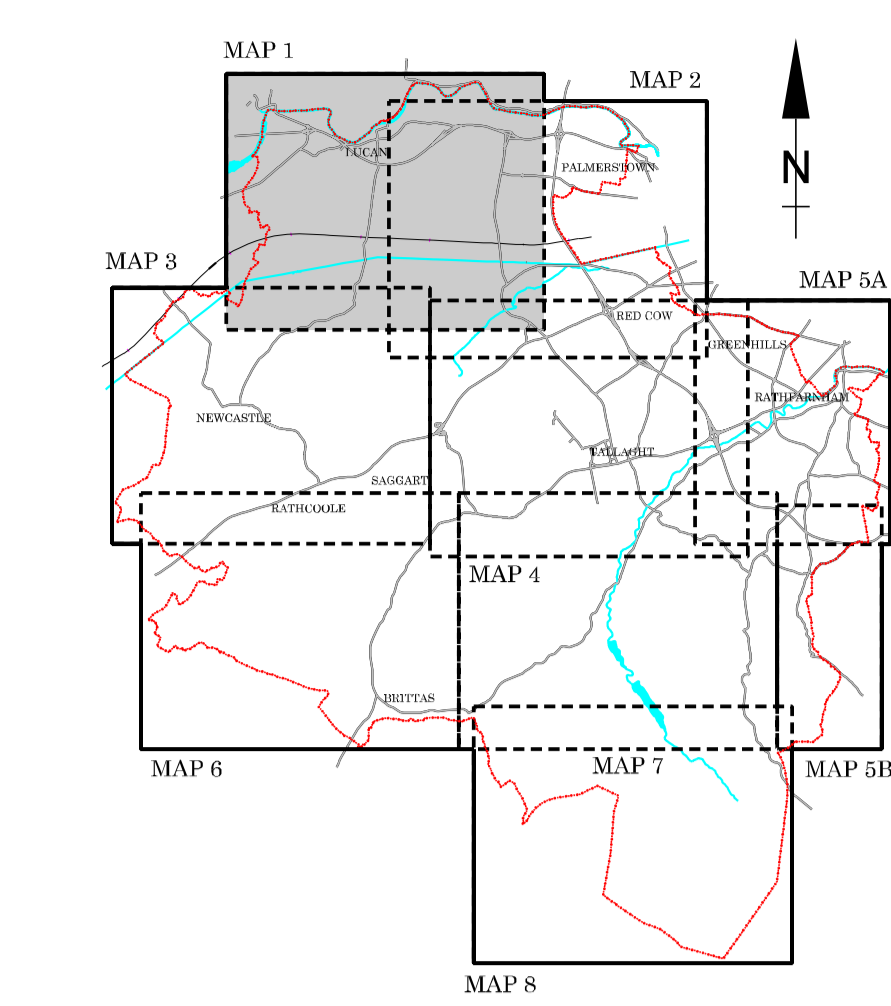 MAP 1
MAP 2
LUCAN
PALMERSTOWN
N
MAP 3
MAP 5A
RED COW
GREENHILLS
RATHFARNHAM
NEWCASTLE
TALLAGHT
SAGGART
RATHCOOLE
MAP 4
BRITTAS
MAP 6
MAP 7
MAP 5B
MAP 8